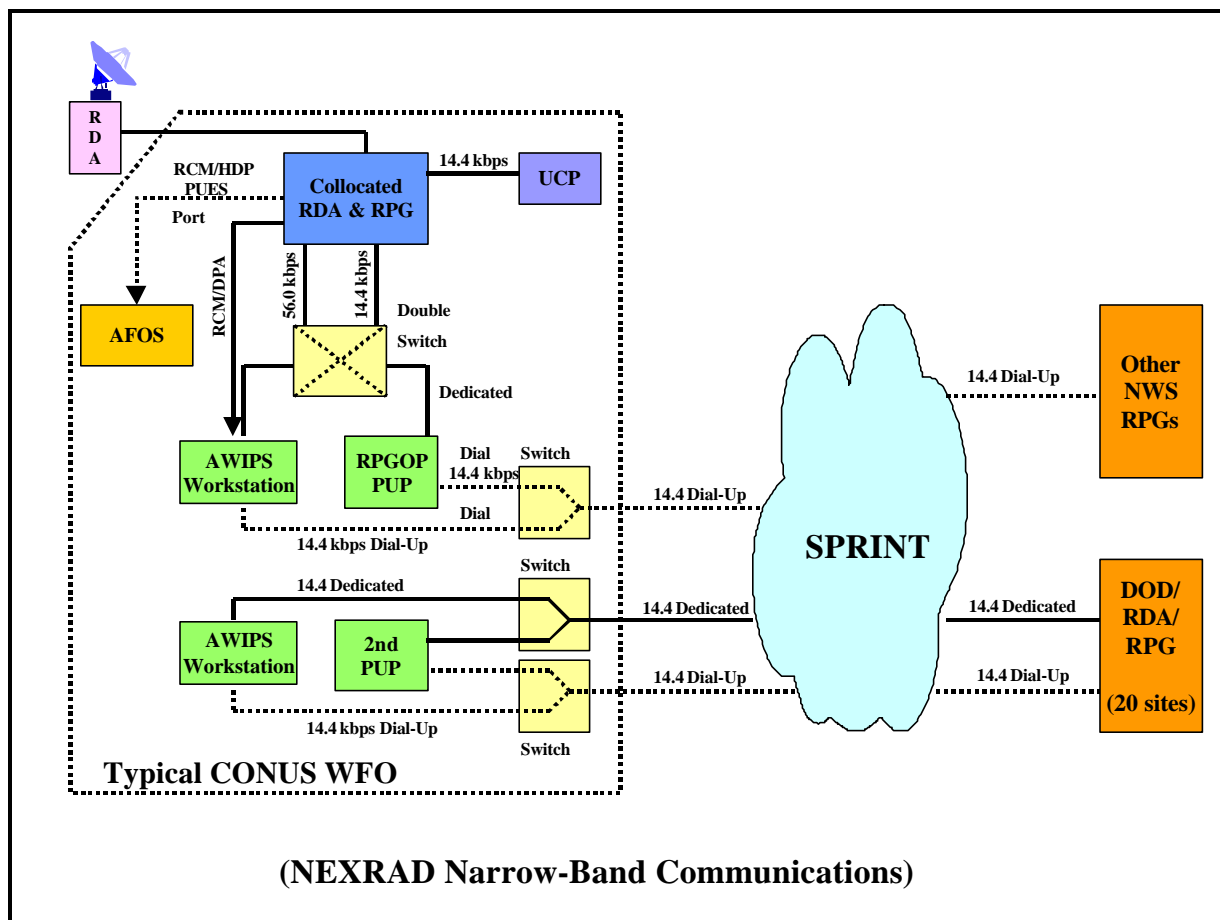 R
D
A
RCM/HDP
PUES
Port
Collocated
RDA & RPG
14.4 kbps
UCP
RCM/DPA
56.0 kbps
14.4 kbps
Double
Switch
AFOS
Dedicated
AWIPS
Workstation
RPGOP
PUP
Dial
14.4 kbps
Dial
Switch
14.4 kbps Dial-Up
14.4 Dial-Up
SPRINT
14.4 Dial-Up
Other
NWS
RPGs
Switch
14.4 Dedicated
AWIPS
Workstation
2nd
PUP
14.4 Dedicated
14.4 Dedicated
DOD/
RDA/
RPG
(20 sites)
14.4 Dial-Up
14.4 Dial-Up
14.4 kbps Dial-Up
Switch
Typical CONUS WFO
(NEXRAD Narrow-Band Communications)